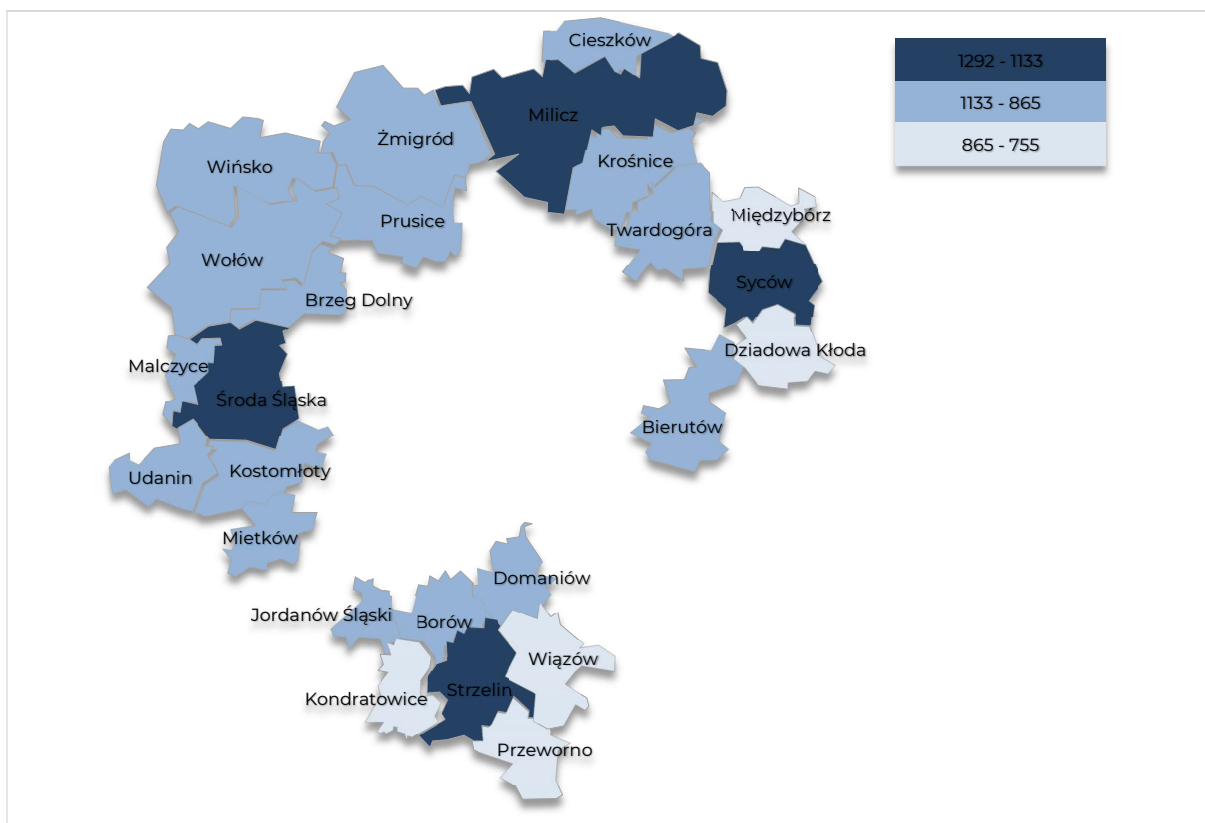 Cieszków
1292 - 1133
1133 - 865
865 - 755
Milicz
Żmigród
Wińsko
Krośnice
Prusice
Twardogóra
Międzybórz
Wołów
Syców
Brzeg Dolny
Malczyce
Dziadowa Kłoda
Środa Śląska
Bierutów
Udanin
Kostomłoty
Mietków
Domaniów
Jordanów Śląski
Borów
Wiązów
Kondratowice
Strzelin
Przeworno